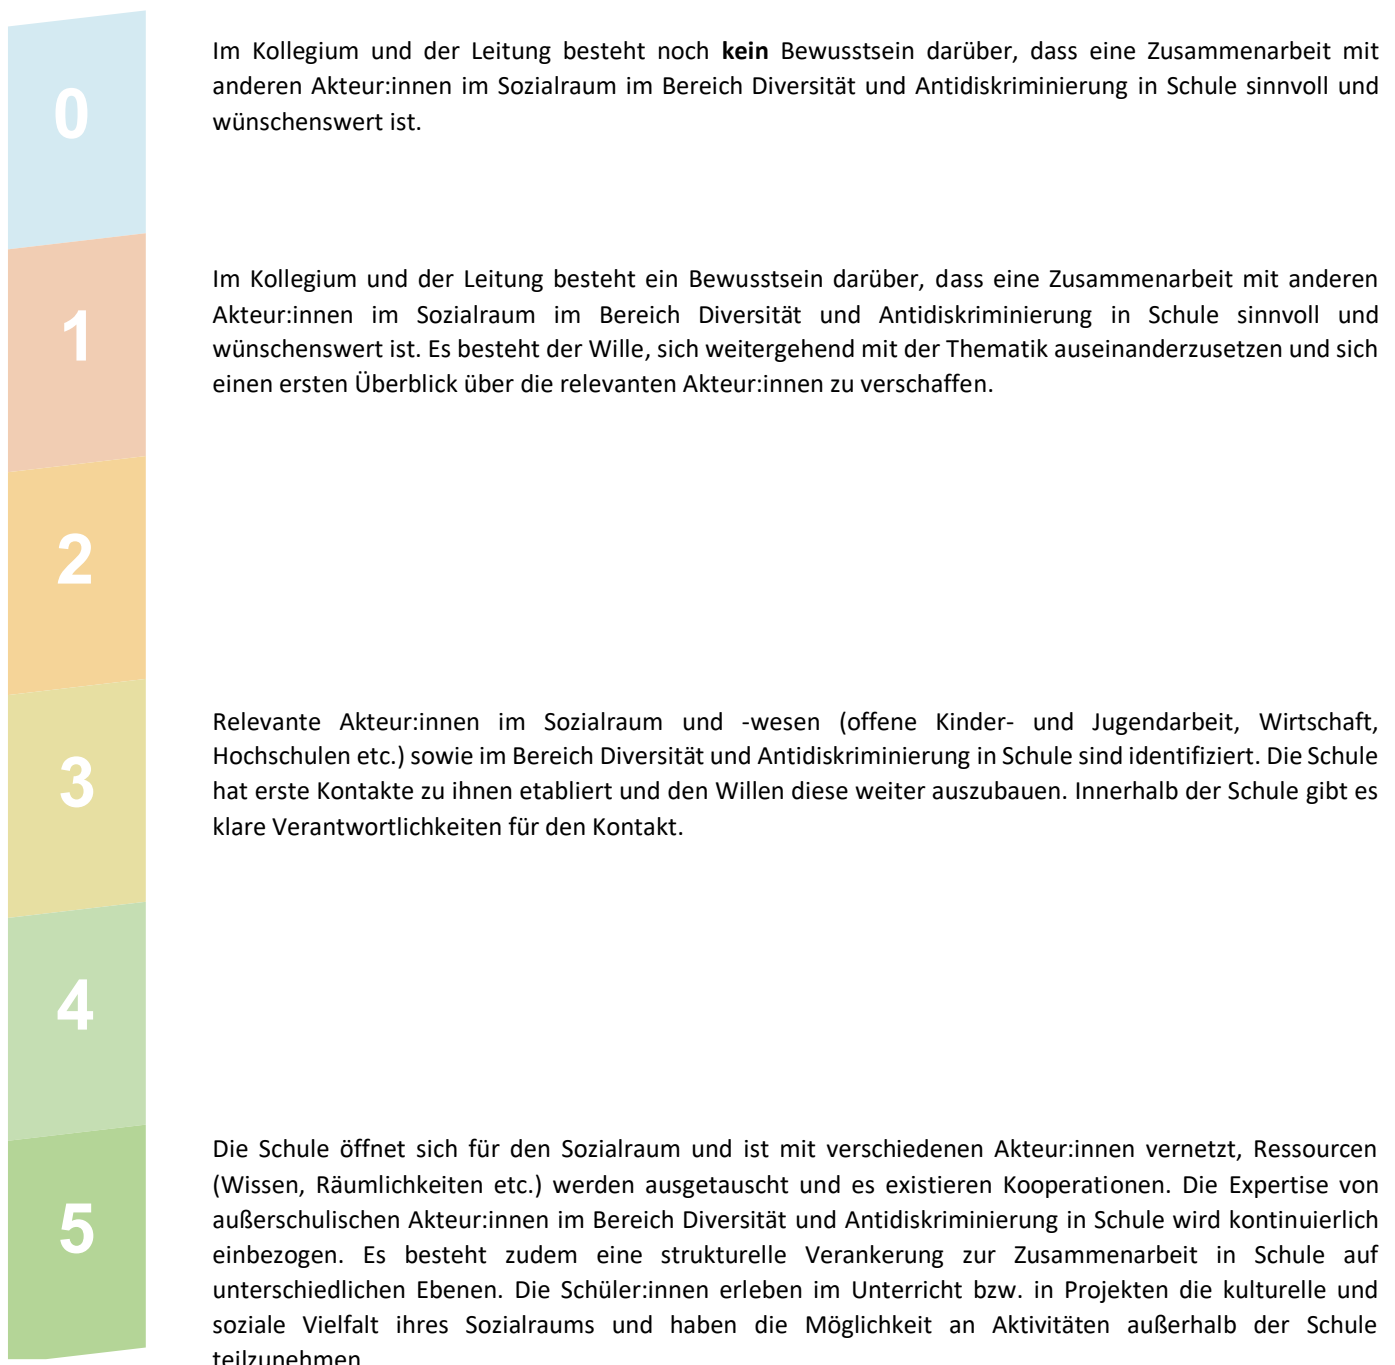 0
Im Kollegium und der Leitung besteht noch kein Bewusstsein darüber, dass eine Zusammenarbeit mit
anderen Akteur:innen im Sozialraum im Bereich Diversität und Antidiskriminierung in Schule sinnvoll und
wünschenswert ist.
1
Im Kollegium und der Leitung besteht ein Bewusstsein darüber, dass eine Zusammenarbeit mit anderen
Akteur:innen im Sozialraum im Bereich Diversität und Antidiskriminierung in Schule sinnvoll und
wünschenswert ist. Es besteht der Wille, sich weitergehend mit der Thematik auseinanderzusetzen und sich
einen ersten Überblick über die relevanten Akteur:innen zu verschaffen.
2
3
Relevante Akteur:innen im Sozialraum und -wesen (offene Kinder- und Jugendarbeit, Wirtschaft,
Hochschulen etc.) sowie im Bereich Diversität und Antidiskriminierung in Schule sind identifiziert. Die Schule
hat erste Kontakte zu ihnen etabliert und den Willen diese weiter auszubauen. Innerhalb der Schule gibt es
klare Verantwortlichkeiten für den Kontakt.
4
5
Die Schule öffnet sich für den Sozialraum und ist mit verschiedenen Akteur:innen vernetzt, Ressourcen
(Wissen, Räumlichkeiten etc.) werden ausgetauscht und es existieren Kooperationen. Die Expertise von
außerschulischen Akteur:innen im Bereich Diversität und Antidiskriminierung in Schule wird kontinuierlich
einbezogen. Es besteht zudem eine strukturelle Verankerung zur Zusammenarbeit in Schule auf
unterschiedlichen Ebenen. Die Schüler:innen erleben im Unterricht bzw. in Projekten die kulturelle und
soziale Vielfalt ihres Sozialraums und haben die Möglichkeit an Aktivitäten außerhalb der Schule
teilzunehmen.